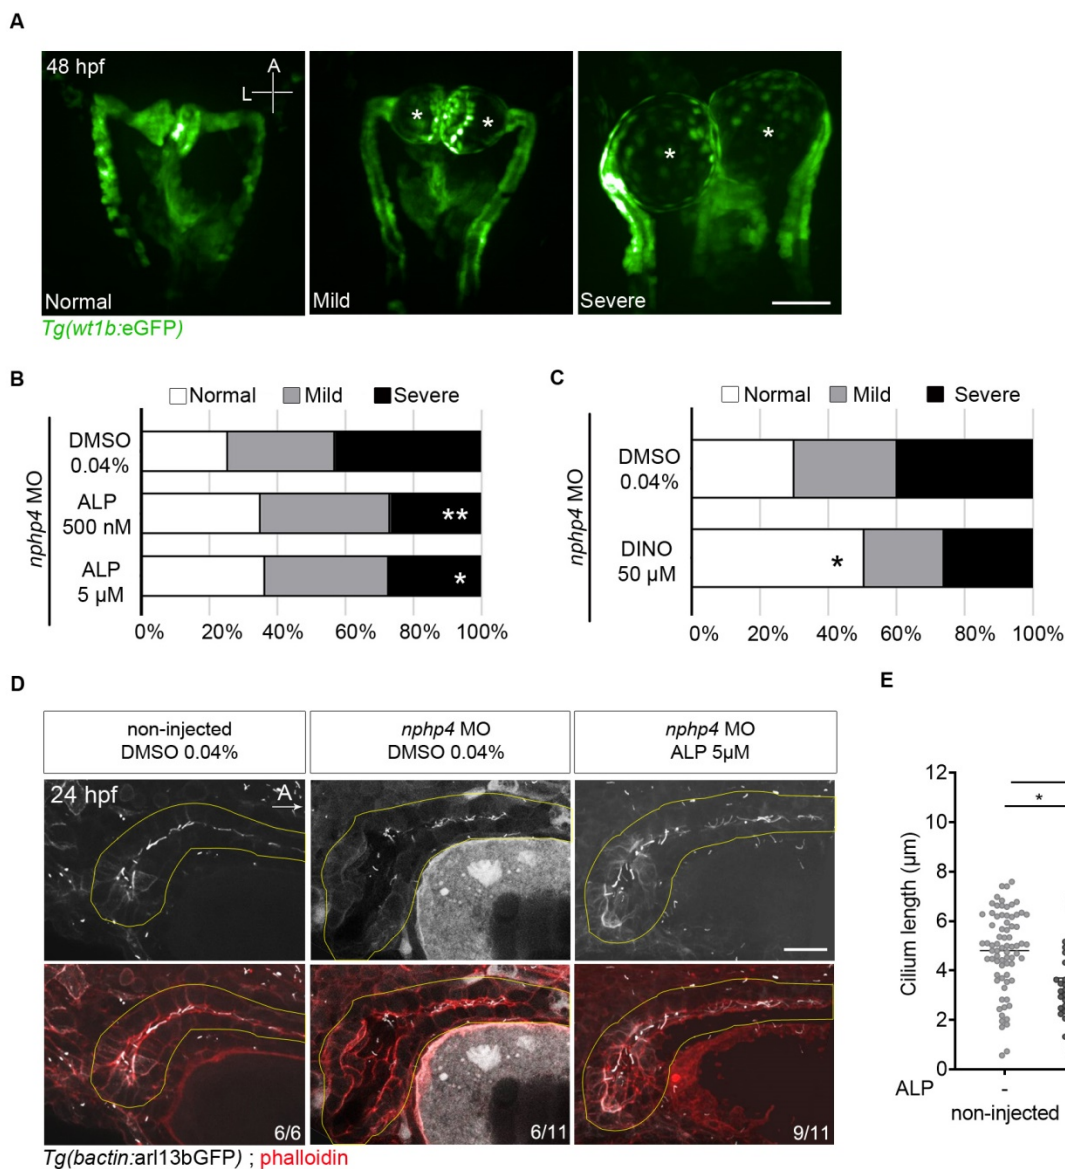 A
48 hpf
A
L
*
*
*
*
Normal
Mild
Severe
Tg(wt1b:eGFP)
B
Normal Mild Severe
nphp4 MO
DMSO
0.04%
ALP
500 nM
**
ALP
5 µM
*
0% 20% 40% 60% 80% 100%
C
Normal Mild Severe
nphp4 MO
DMSO
0.04%
DINO
50 µM
*
0% 20% 40% 60% 80% 100%
D
non-injected
DMSO 0.04%
nphp4 MO
DMSO 0.04%
nphp4 MO
ALP 5µM
24 hpf
A
6/6
6/11
9/11
Tg(bactin:arl13bGFP) ; phalloidin
E
*
Cilium length (µm)
12
10
8
6
4
2
0
ALP
-
non-injected